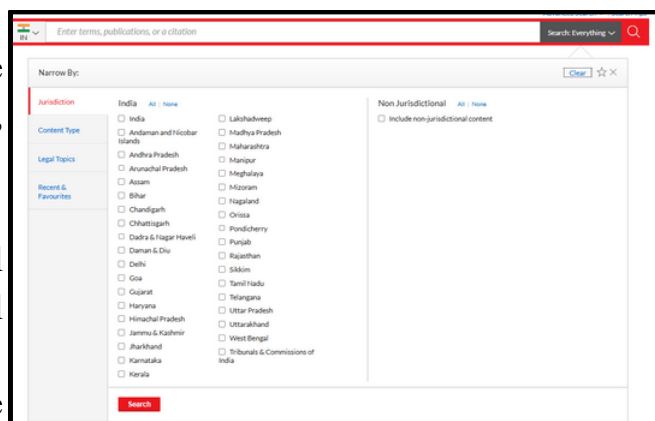 IN
Enter terms, publications, or a citation
Search: Everything
Narrow By:
Clear
Jurisdiction
Content Type
Legal Topics
Recent &
Favourites
India All | None
India
Andaman and Nicobar
Islands
Andhra Pradesh
Arunachal Pradesh
Assam
Bihar
Chandigarh
Chhattisgarh
Dadra & Nagar Haveli
Daman & Diu
Delhi
Goa
Gujarat
Haryana
Himachal Pradesh
Jammu & Kashmir
Jharkhand
Karnataka
Kerala
Lakshadweep
Madhya Pradesh
Maharashtra
Manipur
Meghalaya
Mizoram
Nagaland
Orissa
Pondicherry
Punjab
Rajasthan
Sikkim
Tamil Nadu
Telangana
Uttar Pradesh
Uttarakhand
West Bengal
Tribunals & Commissions of
India
Non Jurisdictional All | None
Include non-jurisdictional content
Search